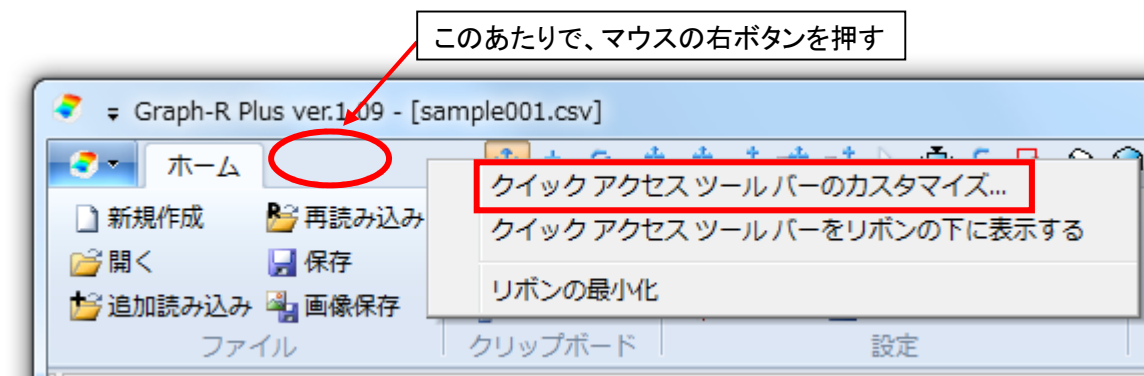 このあたりで、マウスの右ボタンを押す
Graph-R Plus ver.1.09 - [sample001.csv]
ホーム
クイック アクセス ツール バーのカスタマイズ...
新規作成 再読み込み
クイック アクセス ツール バーをリボンの下に表示する
開く 保存
リボンの最小化
追加読み込み 画像保存
ファイル クリップボード 設定